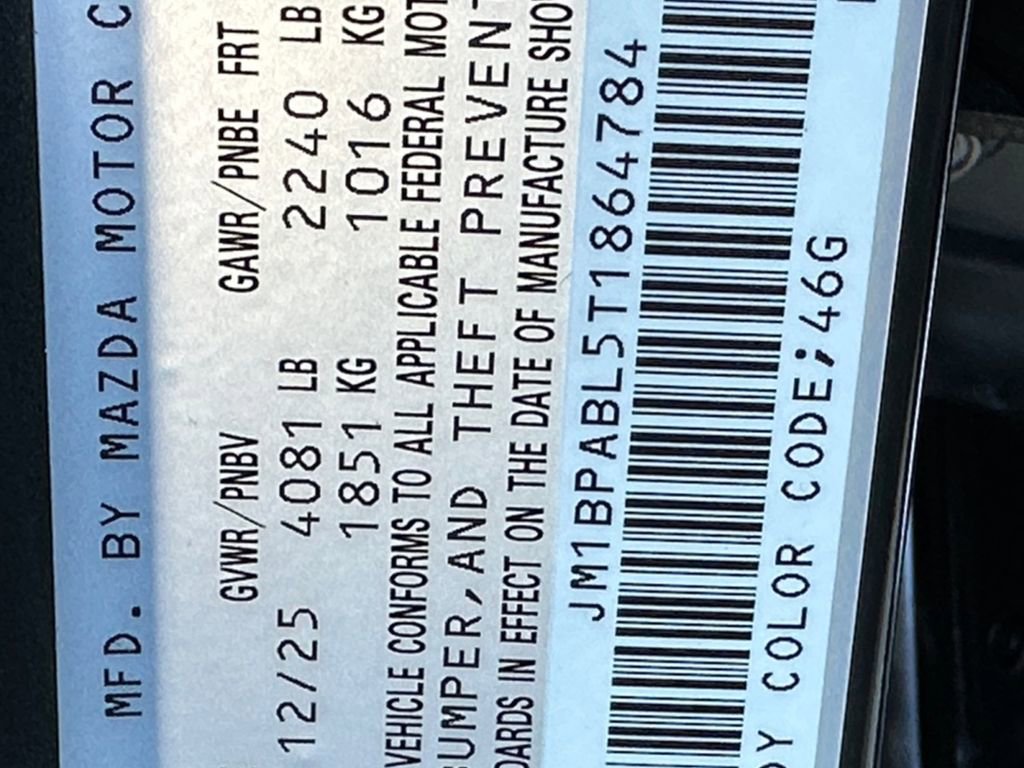 MFD. BY MAZDA MOTOR C
GVWR/PNBV GAWR/PNBE FRT
12/25 4081 LB 2240 LB
1851 KG 1016 KG
VEHICLE CONFORMS TO ALL APPLICABLE FEDERAL MOT
BUMPER, AND THEFT PREVENT
DARDS IN EFFECT ON THE DATE OF MANUFACTURE SHO
JM1BPABL5T1864784
DY COLOR CODE;46G